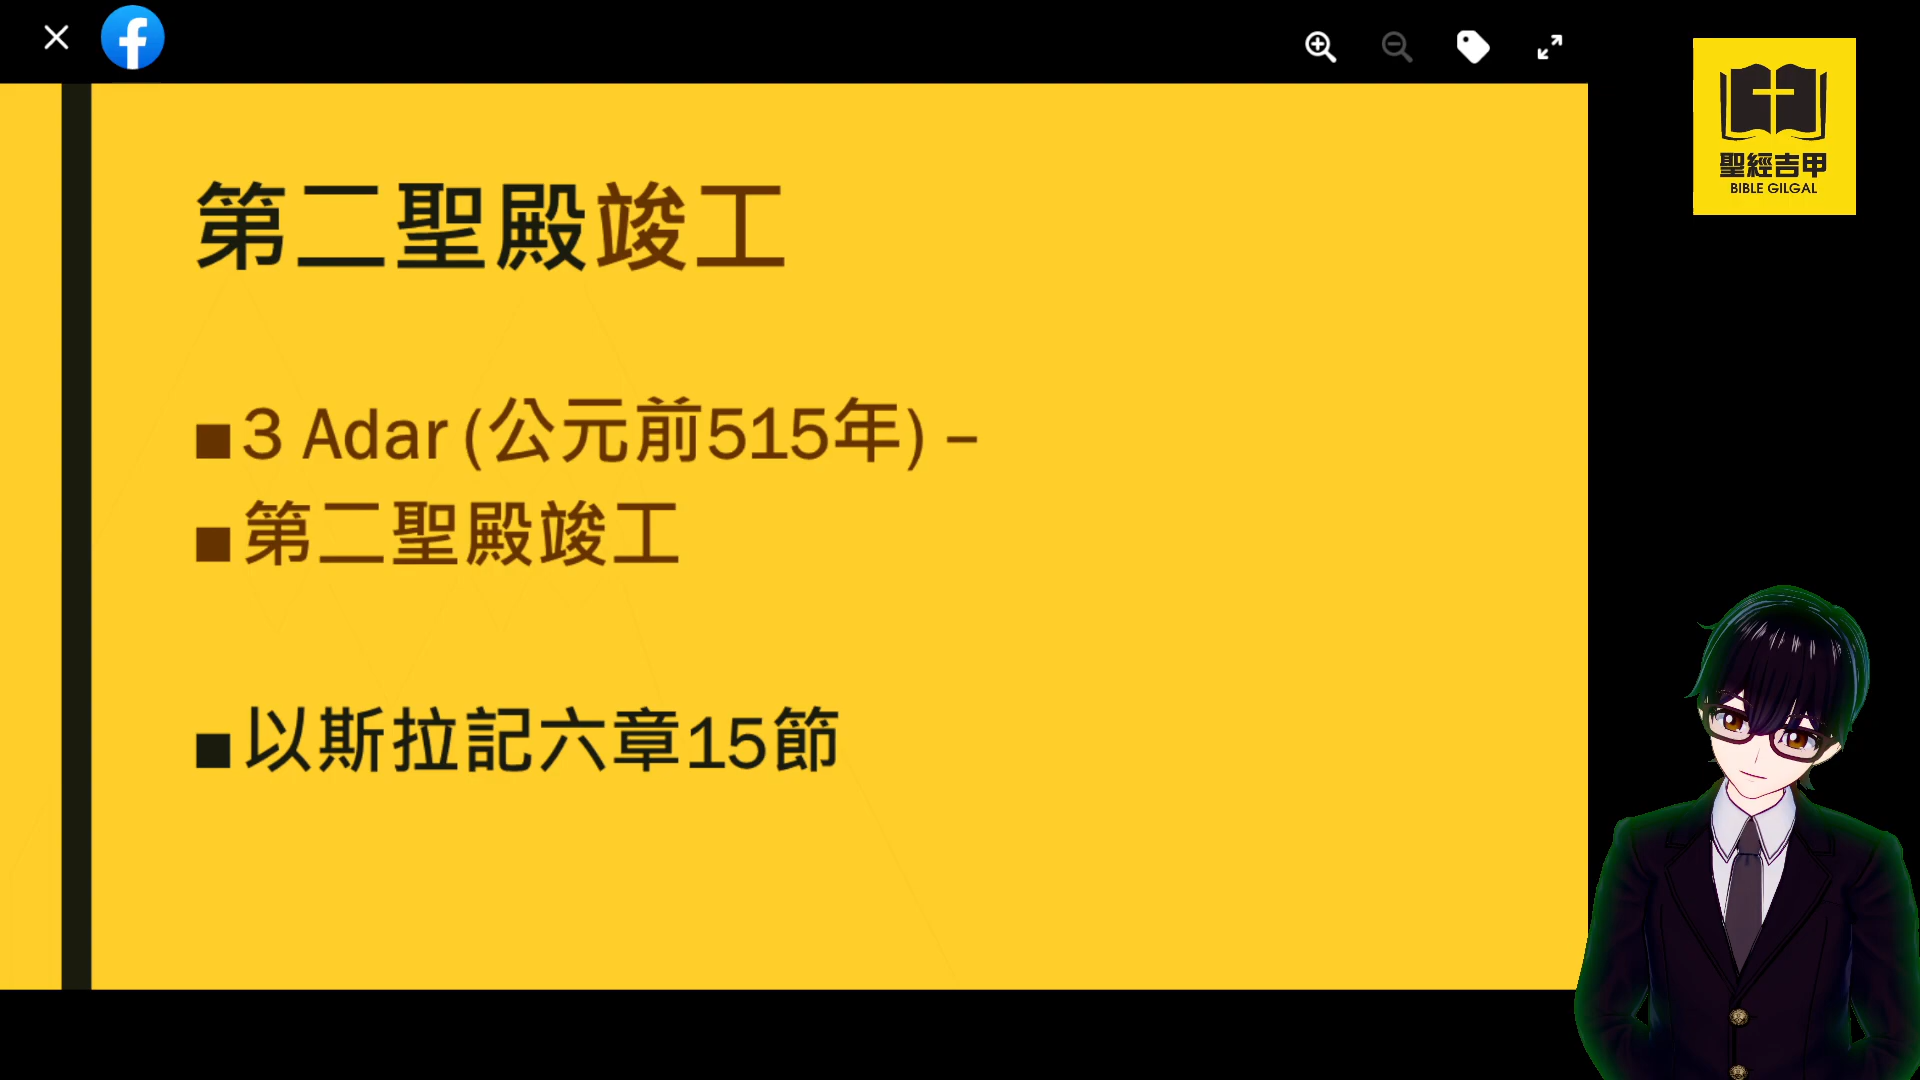 第二聖殿竣工
■3 Adar (公元前515年) –
■第二聖殿竣工
■以斯拉記六章15節
聖經吉甲
BIBLE GILGAL